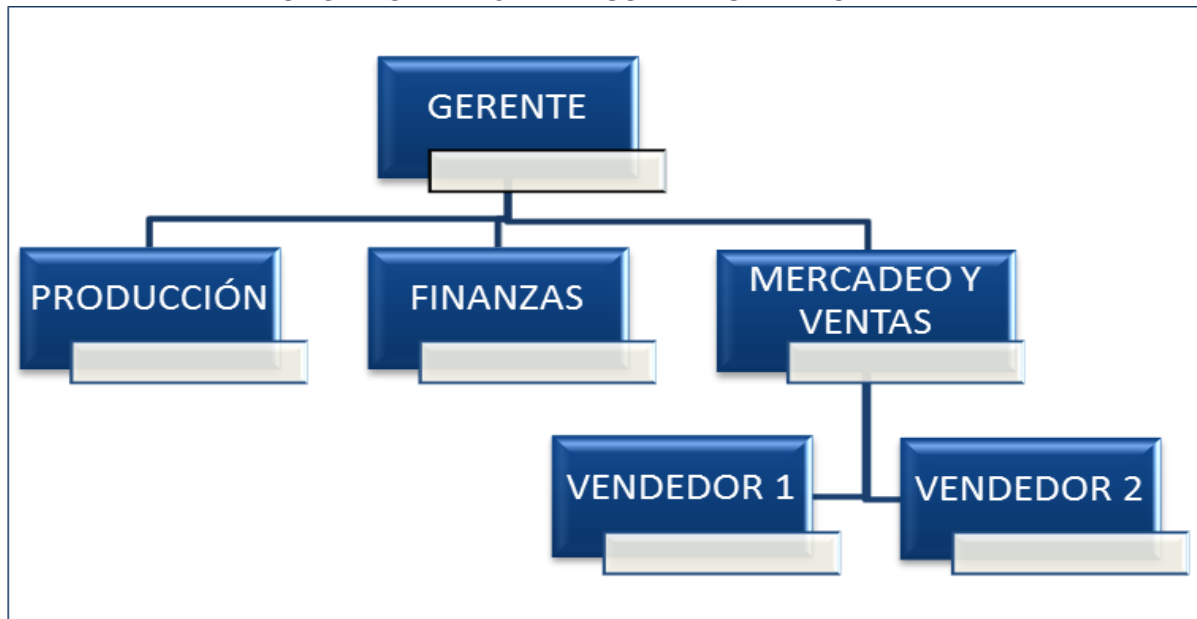 GERENTE
PRODUCCIÓN
FINANZAS
MERCADEO Y
VENTAS
VENDEDOR 1
VENDEDOR 2